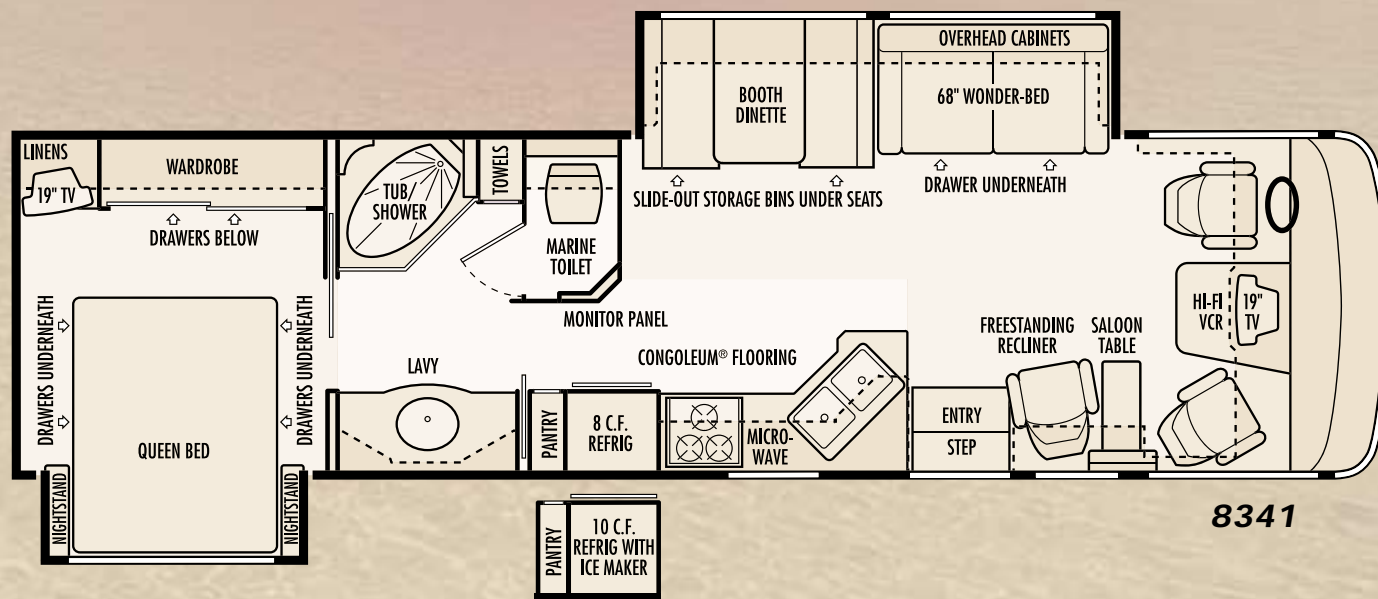 OVERHEAD CABINETS
BOOTH
DINETTE
68" WONDER-BED
LINENS
19" TV
WARDROBE
DRAWERS BELOW
TUB/
SHOWER
TOWELS
MARINE
TOILET
SLIDE-OUT STORAGE BINS UNDER SEATS
DRAWER UNDERNEATH
HI-FI
VCR
19"
TV
DRAWERS UNDERNEATH
DRAWERS UNDERNEATH
QUEEN BED
NIGHTSTAND
NIGHTSTAND
MONITOR PANEL
CONGOLEUM® FLOORING
LAVY
PANTRY
8 C.F.
REFRIG
MICRO-
WAVE
ENTRY
STEP
FREESTANDING
RECLINER
SALOON
TABLE
PANTRY
10 C.F.
REFRIG WITH
ICE MAKER
8341